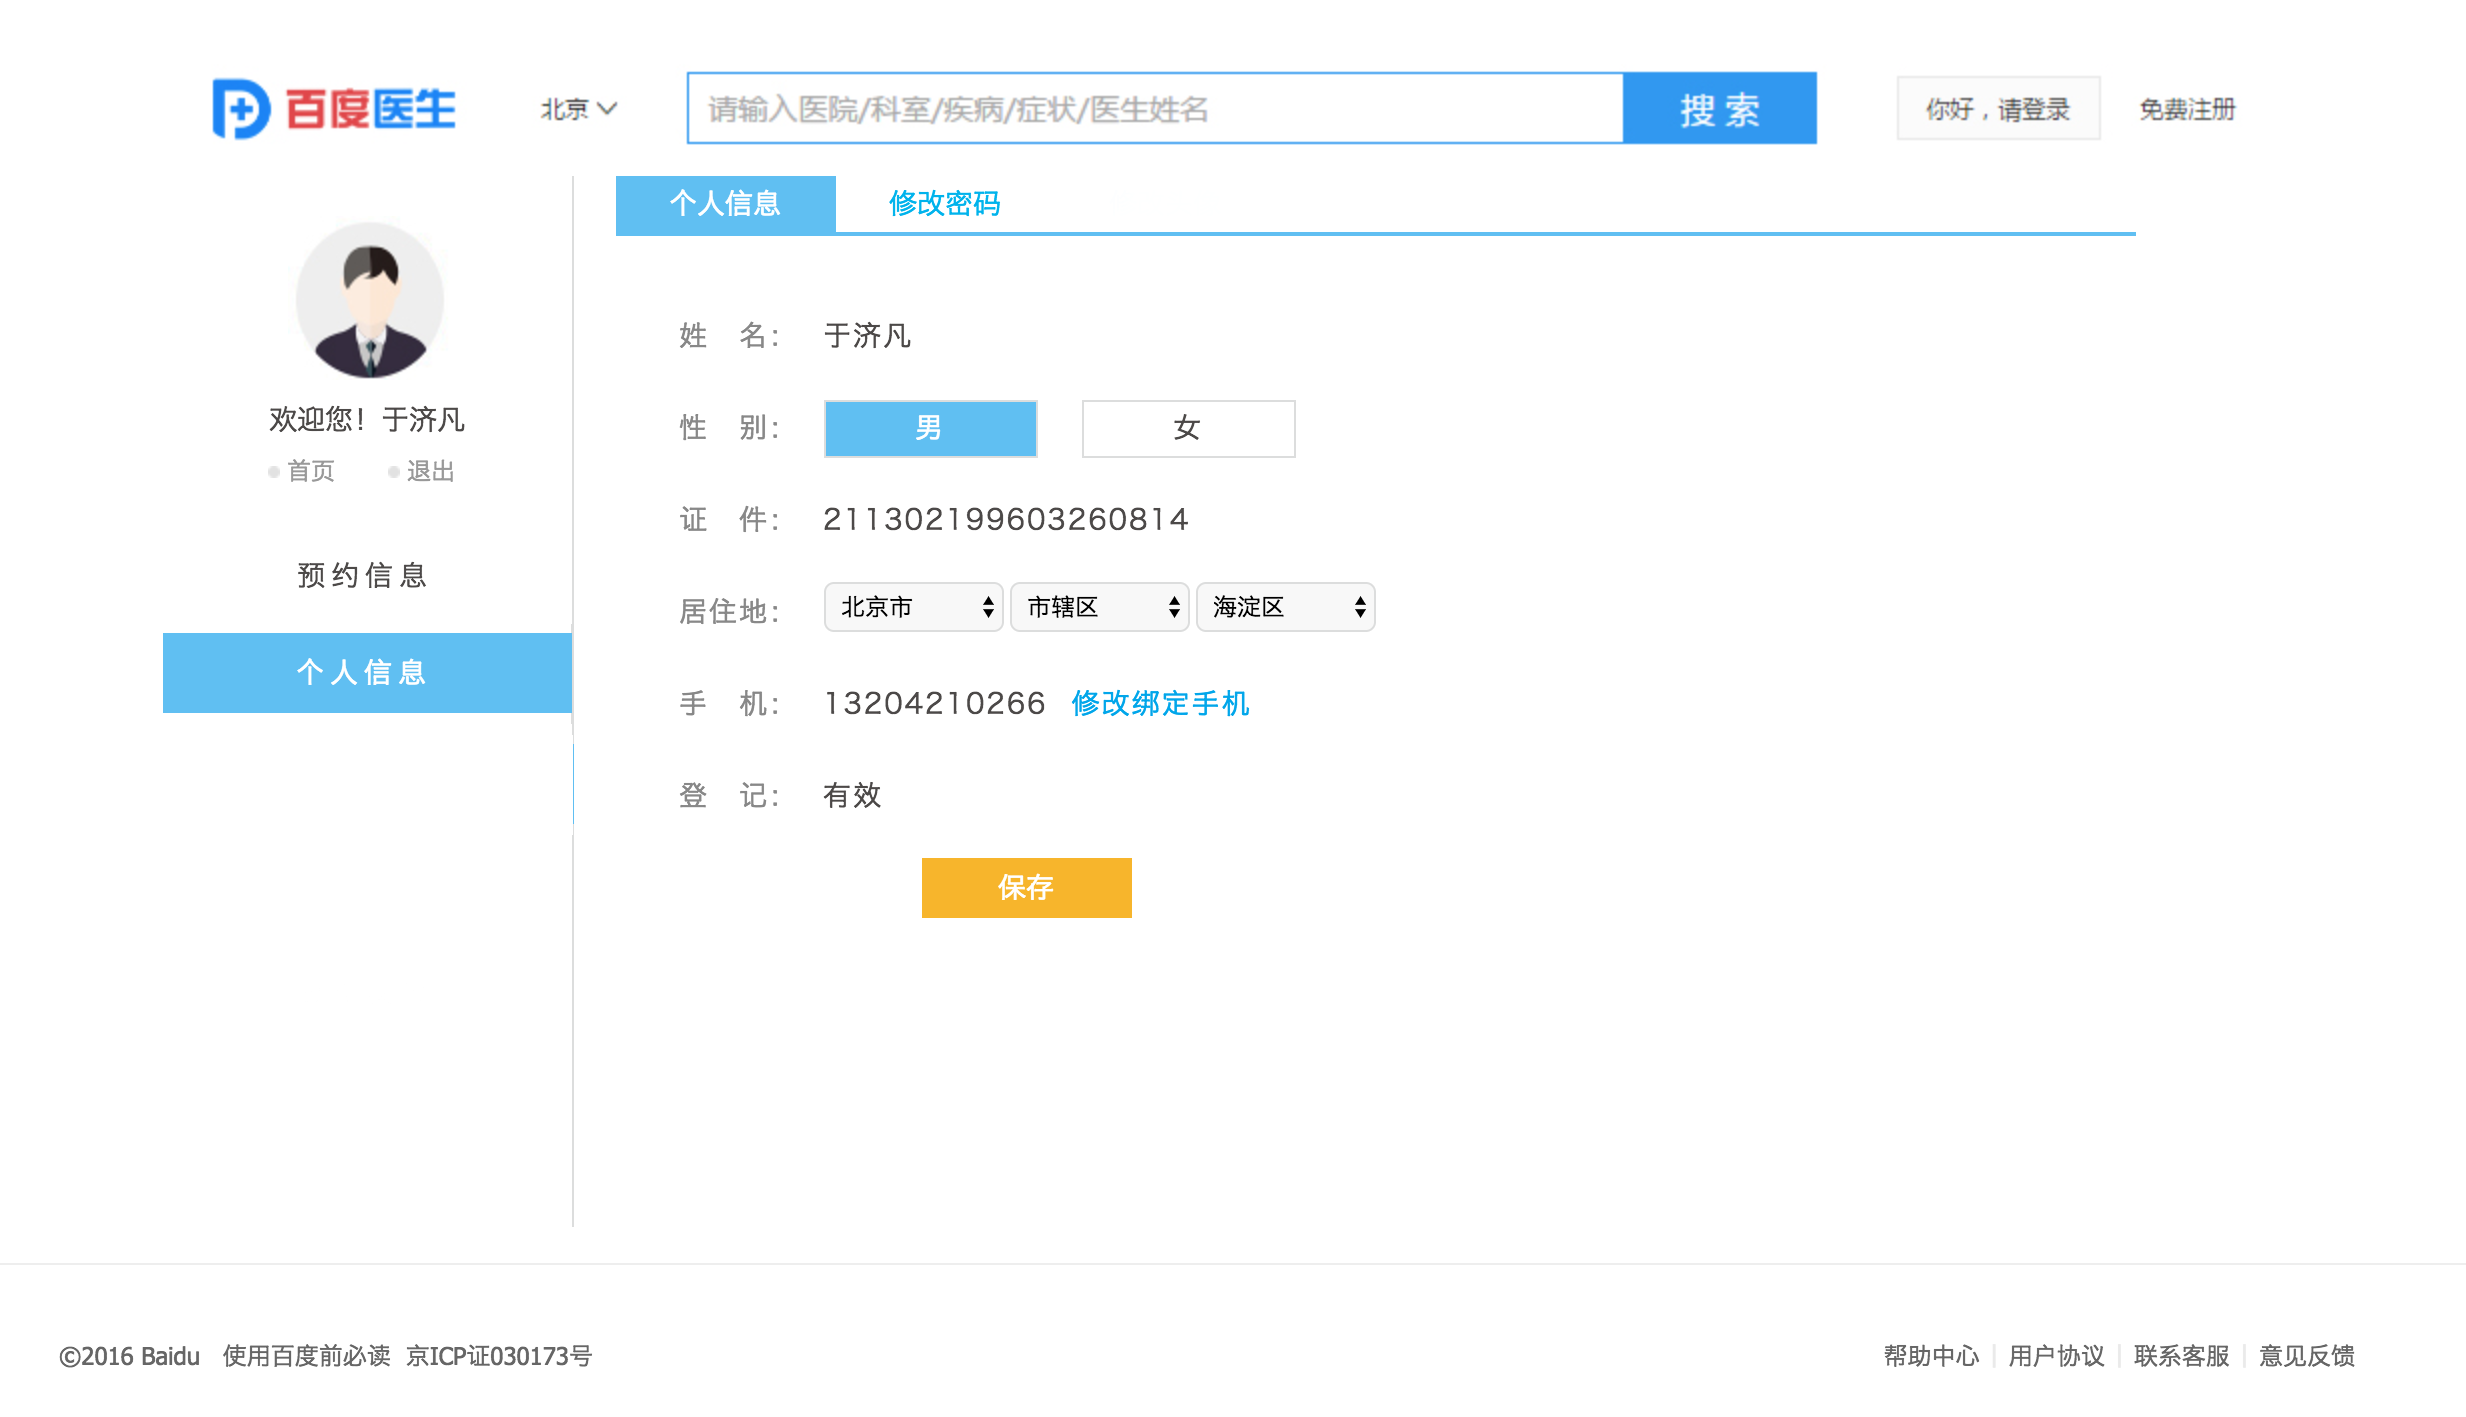 百度医生 北京 请输入医院/科室/疾病/症状/医生姓名 搜索 你好，请登录 免费注册
个人信息 修改密码
欢迎您！于济凡
首页 退出
预约信息
个人信息
姓 名： 于济凡
性 别： 男 女
证 件： 211302199603260814
居住地： 北京市 市辖区 海淀区
手 机： 13204210266 修改绑定手机
登 记： 有效
保存
©2016 Baidu 使用百度前必读 京ICP证030173号
帮助中心 | 用户协议 | 联系客服 | 意见反馈